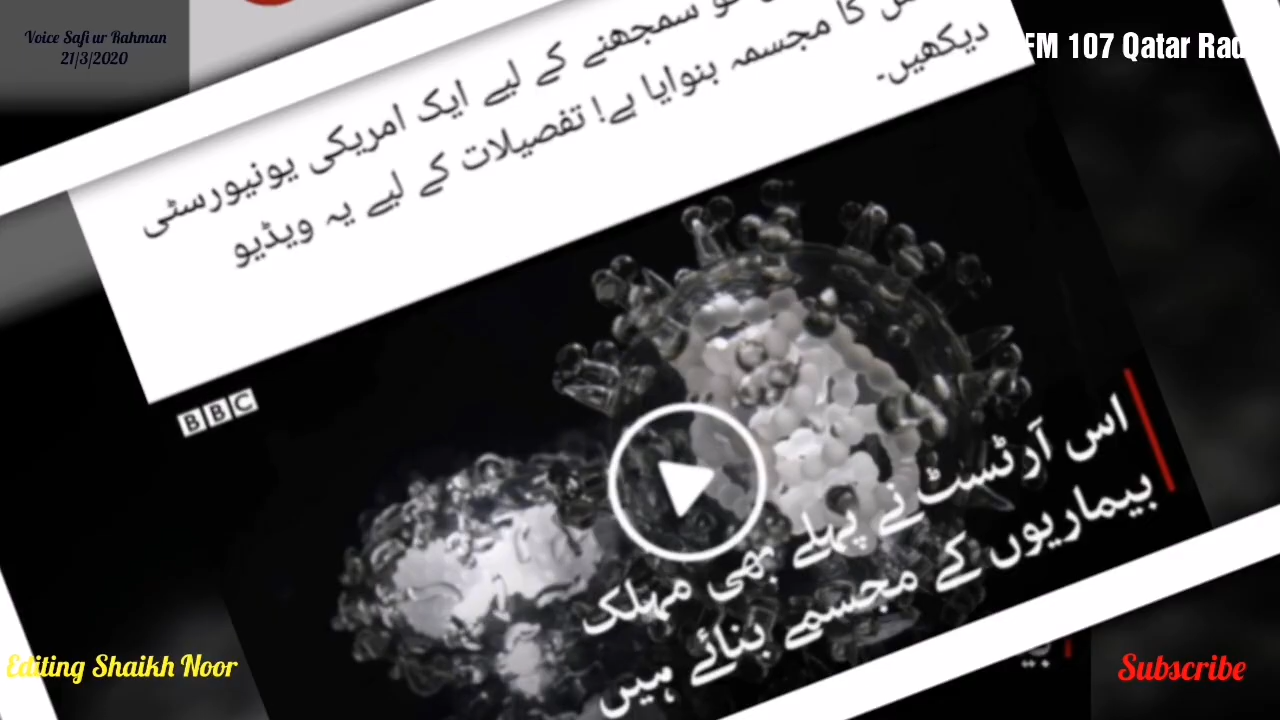 Voice Safi ur Rahman
21/3/2020
FM 107 Qatar Rad
کو سمجھنے کے لیے ایک امریکی یونیورسٹی
کا مجسمہ بنوایا ہے! تفصیلات کے لیے یہ ویڈیو
دیکھیں۔
BBC
اس آرٹسٹ نے پہلے بھی مہلک
بیماریوں کے مجسمے بنائے ہیں
Editing Shaikh Noor
Subscribe